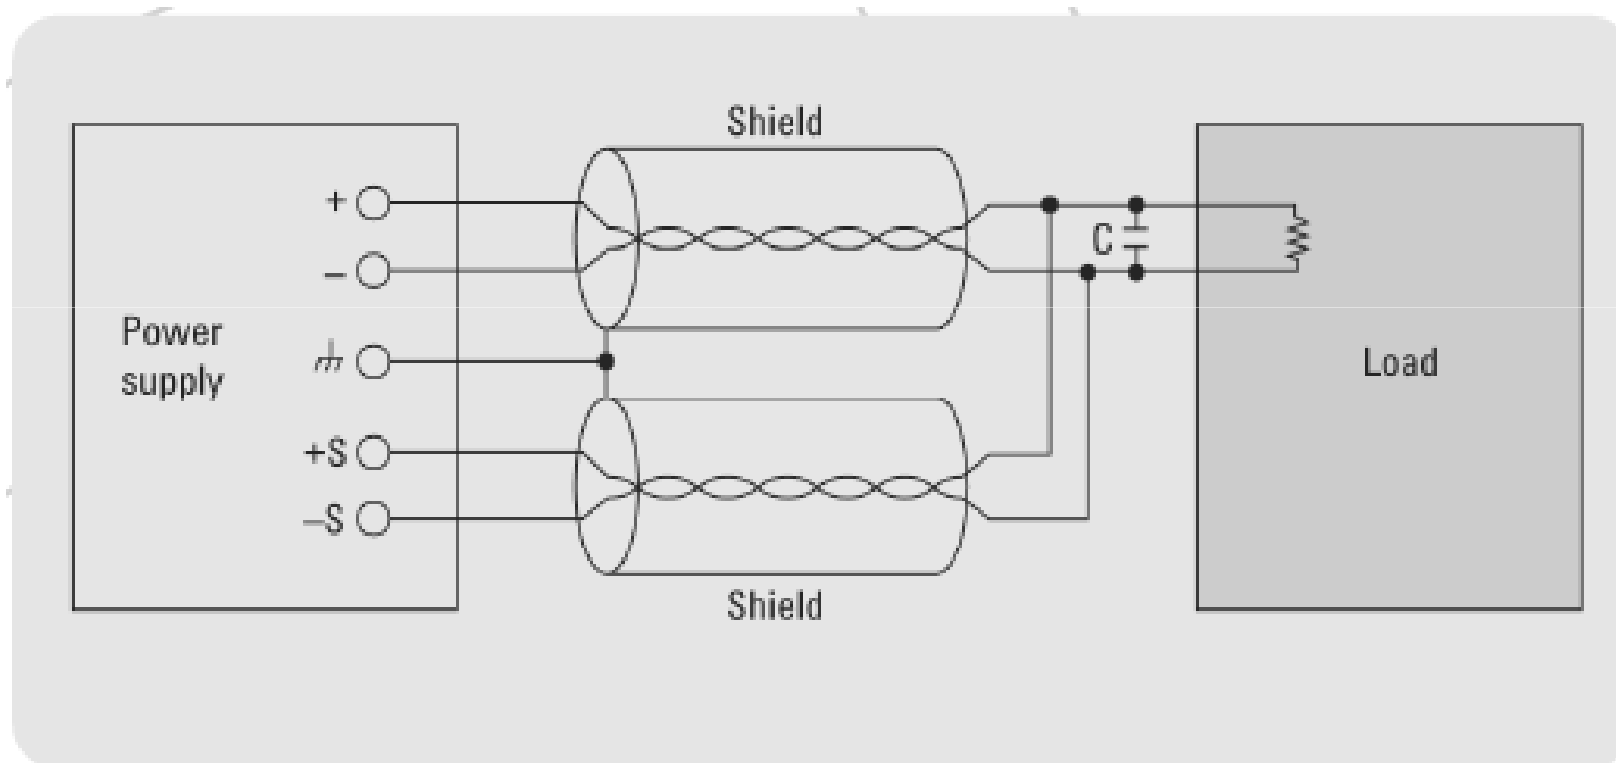 Shield
+
–
Power
supply
+S
–S
C
Load
Shield